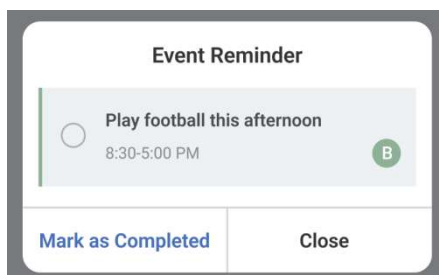 Event Reminder
Play football this afternoon
8:30-5:00 PM
B
Mark as Completed
Close